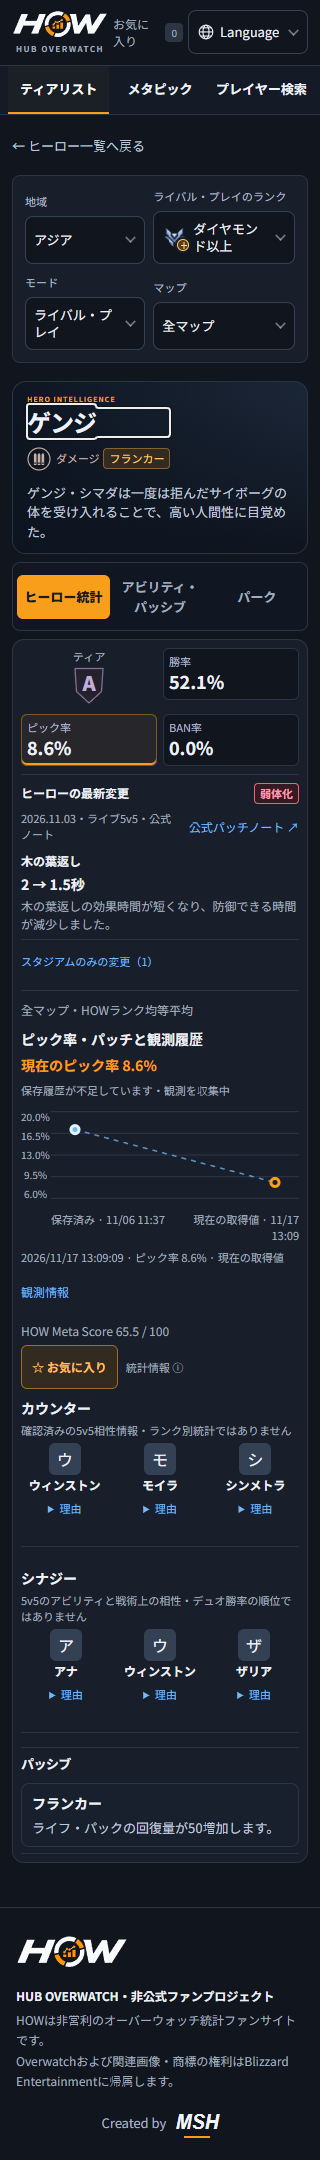 HOW
HUB OVERWATCH
お気に
入り
0
Language
ティアリスト
メタピック
プレイヤー検索
← ヒーロー一覧へ戻る
地域
アジア
ライバル・プレイのランク
ダイヤモン
ド以上
モード
ライバル・プ
レイ
マップ
全マップ
HERO INTELLIGENCE
ゲンジ
ダメージ
フランカー
ゲンジ・シマダは一度は拒んだサイボーグの
体を受け入れることで、高い人間性に目覚め
た。
ヒーロー統計
アビリティ・
パッシブ
パーク
ティア
A
勝率
52.1%
ピック率
8.6%
BAN率
0.0%
ヒーローの最新変更
弱体化
2026.11.03・ライブ5v5・公式
ノート
公式パッチノート ↗
木の葉返し
2 → 1.5秒
木の葉返しの効果時間が短くなり、防御できる時間
が減少しました。
スタジアムのみの変更（1）
全マップ・HOWランク均等平均
ピック率・パッチと観測履歴
現在のピック率 8.6%
保存履歴が不足しています・観測を収集中
20.0%
16.5%
13.0%
9.5%
6.0%
保存済み · 11/06 11:37
現在の取得値 · 11/17
13:09
2026/11/17 13:09:09 · ピック率 8.6% · 現在の取得値
観測情報
HOW Meta Score 65.5 / 100
☆ お気に入り
統計情報 ⓘ
カウンター
確認済みの5v5相性情報・ランク別統計ではありません
ウ
ウィンストン
▶ 理由
モ
モイラ
▶ 理由
シ
シンメトラ
▶ 理由
シナジー
5v5のアビリティと戦術上の相性・デュオ勝率の順位で
はありません
ア
アナ
▶ 理由
ウ
ウィンストン
▶ 理由
ザ
ザリア
▶ 理由
パッシブ
フランカー
ライフ・パックの回復量が50増加します。
HOW
HUB OVERWATCH・非公式ファンプロジェクト
HOWは非営利のオーバーウォッチ統計ファンサイト
です。
Overwatchおよび関連画像・商標の権利はBlizzard
Entertainmentに帰属します。
Created by MSH